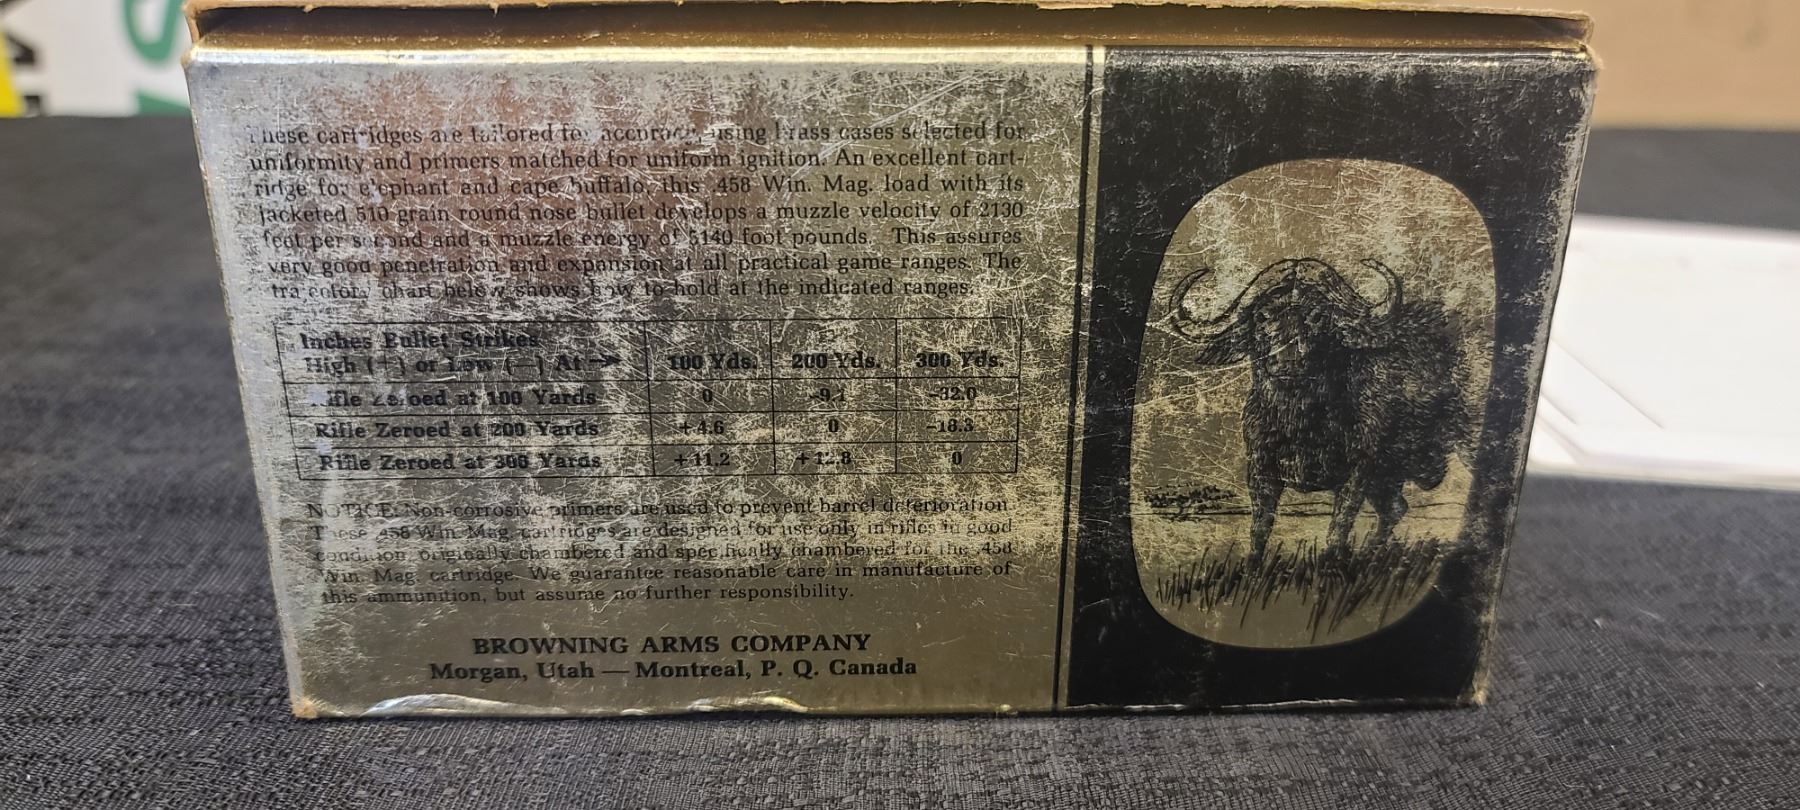 These cartridges are tailored for accuracy, using brass cases selected for
uniformity and primers matched for uniform ignition. An excellent cart-
ridge for elephant and cape buffalo, this .458 Win. Mag. load with its
jacketed 510 grain round nose bullet develops a muzzle velocity of 2130
feet per second and a muzzle energy of 5140 foot pounds. This assures
very good penetration and expansion at all practical game ranges. The
trajectory chart below shows how to hold at the indicated ranges.
Inches Bullet Strikes
High (+) or Low (—) At → 100 Yds. 200 Yds. 300 Yds.
Rifle Zeroed at 100 Yards 0 -9.1 -32.0
Rifle Zeroed at 200 Yards +4.6 0 -18.3
Rifle Zeroed at 300 Yards +11.2 +12.8 0
NOTICE: Non-corrosive primers are used to prevent barrel deterioration.
These .458 Win. Mag. cartridges are designed for use only in rifles in good
condition, originally chambered and specifically chambered for the .458
Win. Mag. cartridge. We guarantee reasonable care in manufacture of
this ammunition, but assume no further responsibility.
BROWNING ARMS COMPANY
Morgan, Utah — Montreal, P. Q. Canada